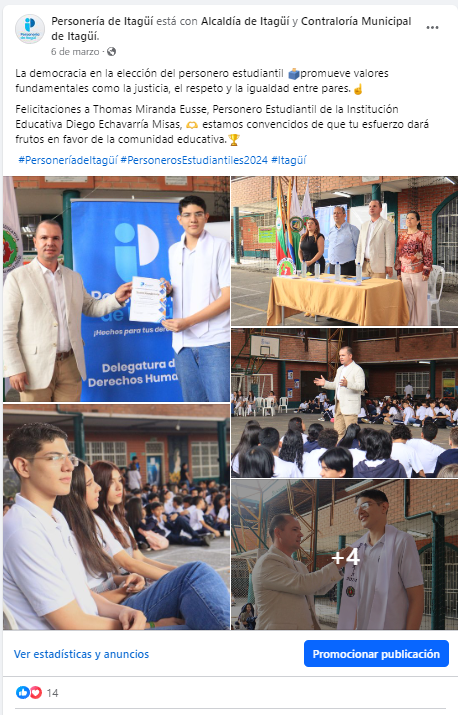 Personería de Itagüí está con Alcaldía de Itagüí y Contraloría Municipal
de Itagüí.
6 de marzo ·
La democracia en la elección del personero estudiantil 🗳️promueve valores
fundamentales como la justicia, el respeto y la igualdad entre pares.☝️
Felicitaciones a Thomas Miranda Eusse, Personero Estudiantil de la Institución
Educativa Diego Echavarría Misas, 🫶 estamos convencidos de que tu esfuerzo dará
frutos en favor de la comunidad educativa.🏆
#PersoneríadeItagüí #PersonerosEstudiantiles2024 #Itagüí
¡Hechos para tus dere
Delegatura d
Derechos Huma
+4
Ver estadísticas y anuncios
Promocionar publicación
14